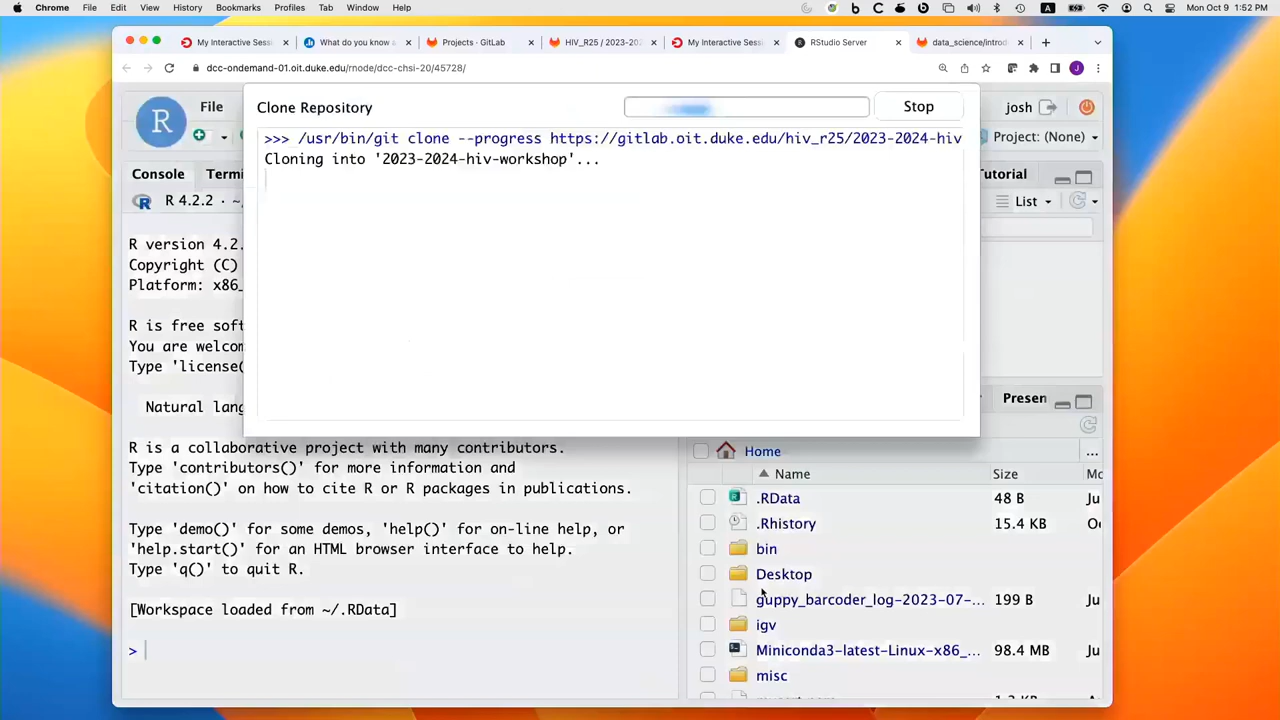 Chrome File Edit View History Bookmarks Profiles Tab Window Help Mon Oct 9 1:52 PM
My Interactive Sess × What do you know a × Projects · GitLab × HIV_R25 / 2023-202 × My Interactive Sess × RStudio Server × data_science/introd × +
dcc-ondemand-01.oit.duke.edu/rnode/dcc-chsi-20/45728/
R File josh
Clone Repository Stop
Project: (None)
>>> /usr/bin/git clone --progress https://gitlab.oit.duke.edu/hiv_r25/2023-2024-hiv
Cloning into '2023-2024-hiv-workshop'...
Console Termi Tutorial
R 4.2.2 · ~, List
R version 4.2.
Copyright (C)
Platform: x86_
R is free soft
You are welcom
Type 'license(
Natural lang
R is a collaborative project with many contributors.
Type 'contributors()' for more information and
'citation()' on how to cite R or R packages in publications.
Type 'demo()' for some demos, 'help()' for on-line help, or
'help.start()' for an HTML browser interface to help.
Type 'q()' to quit R.
[Workspace loaded from ~/.RData]
>
Presen
Home ...
Name Size Mo
.RData 48 B Ju
.Rhistory 15.4 KB Oc
bin
Desktop
guppy_barcoder_log-2023-07-... 199 B Ju
igv
Miniconda3-latest-Linux-x86_... 98.4 MB Ju
misc